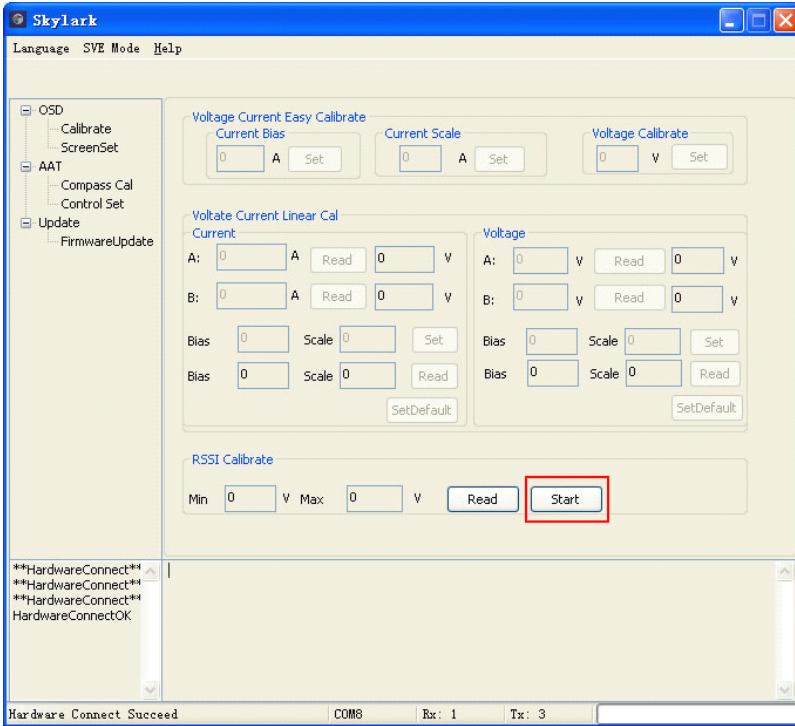 Skylark
Language SVE Mode Help
OSD
Calibrate
ScreenSet
AAT
Compass Cal
Control Set
Update
FirmwareUpdate
Voltage Current Easy Calibrate
Current Bias
0 A Set
Current Scale
0 A Set
Voltage Calibrate
0 V Set
Voltate Current Linear Cal
Current
A: 0 A Read 0 V
B: 0 A Read 0 V
Bias 0 Scale 0 Set
Bias 0 Scale 0 Read
SetDefault
Voltage
A: 0 V Read 0 V
B: 0 V Read 0 V
Bias 0 Scale 0 Set
Bias 0 Scale 0 Read
SetDefault
RSSI Calibrate
Min 0 V Max 0 V Read Start
**HardwareConnect**
**HardwareConnect**
**HardwareConnect**
HardwareConnectOK
Hardware Connect Succeed COM8 Rx: 1 Tx: 3